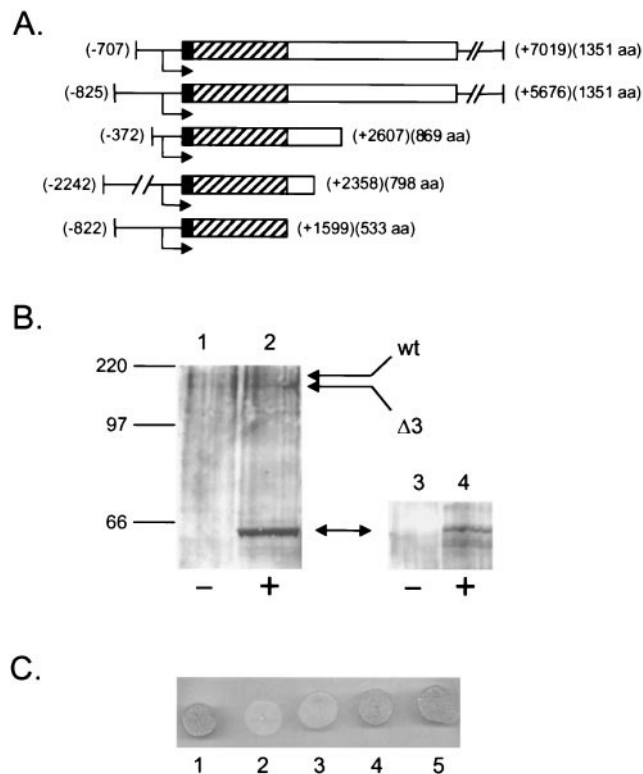 A.
(-707) (+7019)(1351 aa)
(-825) (+5676)(1351 aa)
(-372) (+2607)(869 aa)
(-2242) (+2358)(798 aa)
(-822) (+1599)(533 aa)
B.
1 2
220 wt
97 Δ3
3 4
66
– + – +
C.
1 2 3 4 5